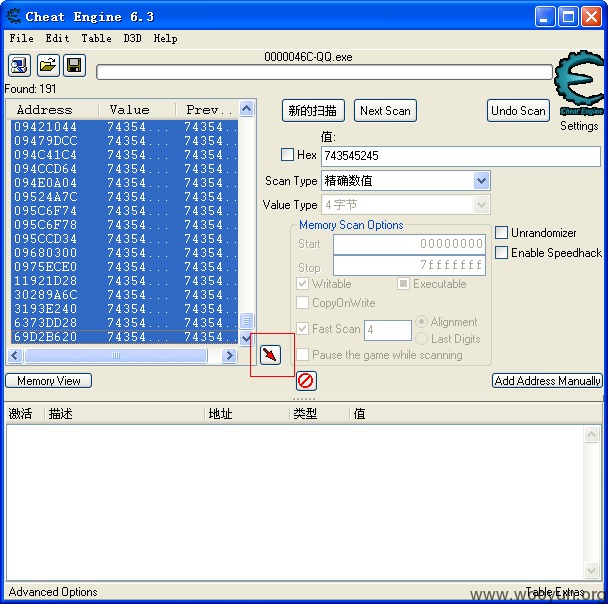 Cheat Engine 6.3
File Edit Table D3D Help
0000046C-QQ.exe
Found: 191
Address Value Prev..
09421044 74354... 74354..
09479DCC 74354... 74354..
094C41C4 74354... 74354..
094CCD64 74354... 74354..
094E0A04 74354... 74354..
09524A7C 74354... 74354..
095C6F74 74354... 74354..
095C6F78 74354... 74354..
095CCD34 74354... 74354..
09680300 74354... 74354..
0975ECE0 74354... 74354..
11921D28 74354... 74354..
30289A6C 74354... 74354..
3193E240 74354... 74354..
6373DD28 74354... 74354..
69D2B620 74354... 74354..
新的扫描 Next Scan Undo Scan
Cheat Engine
Settings
值:
Hex 743545245
Scan Type 精确数值
Value Type 4字节
Memory Scan Options
Start 00000000
Stop 7fffffff
Writable Executable
CopyOnWrite
Fast Scan 4 Alignment
Last Digits
Pause the game while scanning
Unrandomizer
Enable Speedhack
Memory View Add Address Manually
激活 描述 地址 类型 值
Advanced Options Table Extras
www.wooyun.org